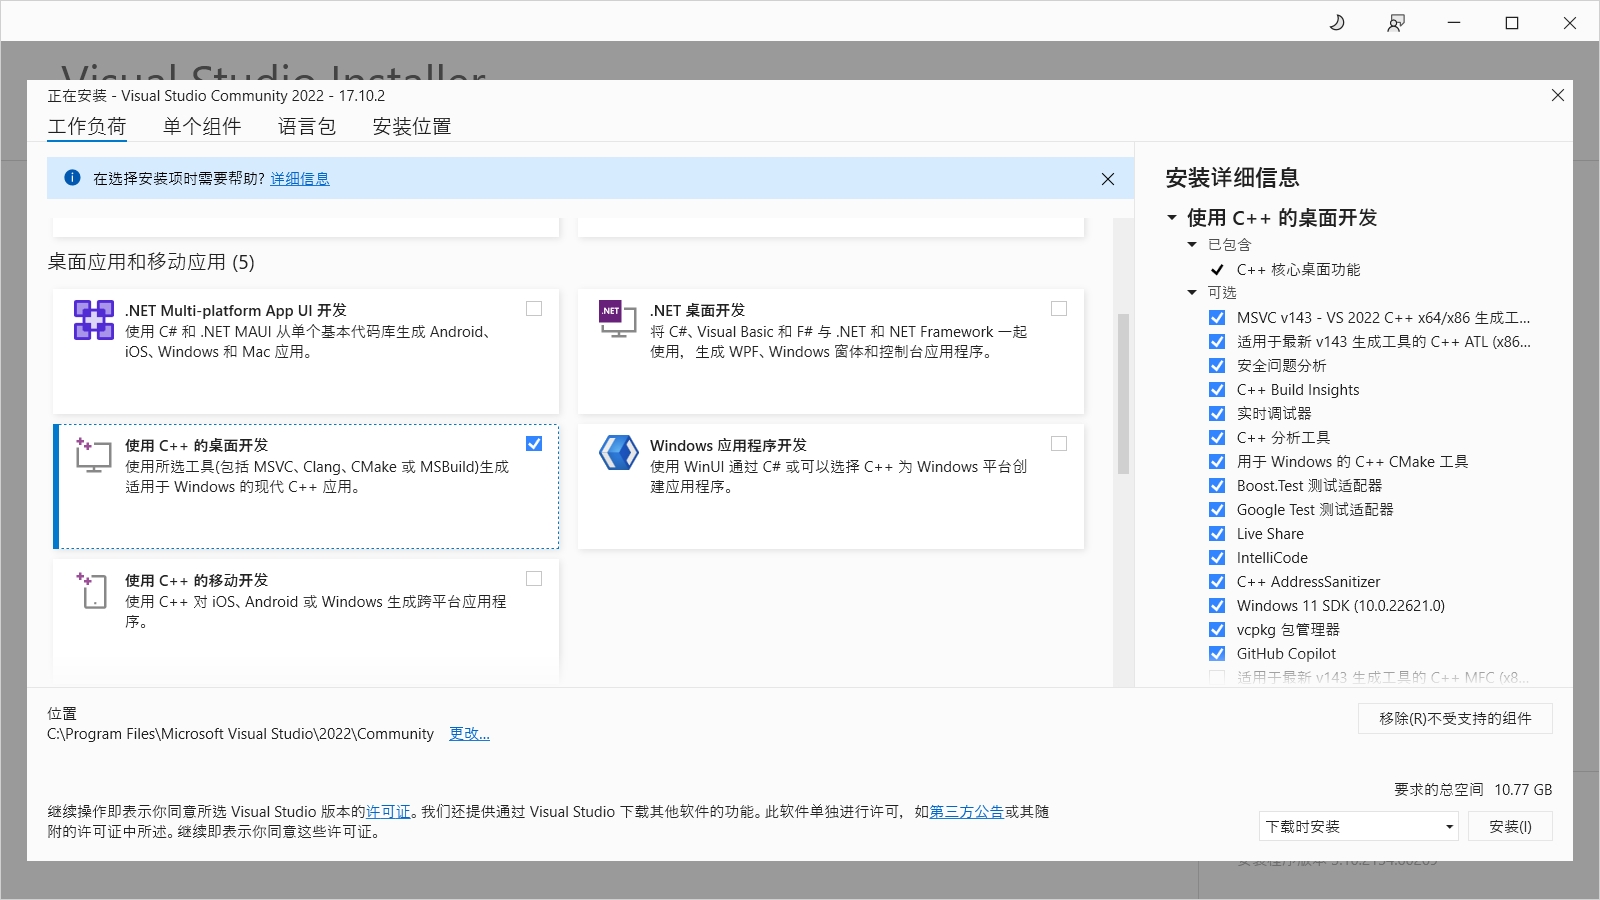 Visual Studio Installer
正在安装 - Visual Studio Community 2022 - 17.10.2
工作负荷 单个组件 语言包 安装位置
在选择安装项时需要帮助? 详细信息
桌面应用和移动应用 (5)
.NET Multi-platform App UI 开发
使用 C# 和 .NET MAUI 从单个基本代码库生成 Android、
iOS、Windows 和 Mac 应用。
.NET
.NET 桌面开发
将 C#、Visual Basic 和 F# 与 .NET 和 NET Framework 一起
使用，生成 WPF、Windows 窗体和控制台应用程序。
使用 C++ 的桌面开发
使用所选工具(包括 MSVC、Clang、CMake 或 MSBuild)生成
适用于 Windows 的现代 C++ 应用。
Windows 应用程序开发
使用 WinUI 通过 C# 或可以选择 C++ 为 Windows 平台创
建应用程序。
使用 C++ 的移动开发
使用 C++ 对 iOS、Android 或 Windows 生成跨平台应用程
序。
安装详细信息
使用 C++ 的桌面开发
已包含
C++ 核心桌面功能
可选
MSVC v143 - VS 2022 C++ x64/x86 生成工...
适用于最新 v143 生成工具的 C++ ATL (x86...
安全问题分析
C++ Build Insights
实时调试器
C++ 分析工具
用于 Windows 的 C++ CMake 工具
Boost.Test 测试适配器
Google Test 测试适配器
Live Share
IntelliCode
C++ AddressSanitizer
Windows 11 SDK (10.0.22621.0)
vcpkg 包管理器
GitHub Copilot
适用于最新 v143 生成工具的 C++ MFC (x8...
位置
C:\Program Files\Microsoft Visual Studio\2022\Community 更改...
移除(R)不受支持的组件
要求的总空间 10.77 GB
继续操作即表示你同意所选 Visual Studio 版本的许可证。我们还提供通过 Visual Studio 下载其他软件的功能。此软件单独进行许可，如第三方公告或其随
附的许可证中所述。继续即表示你同意这些许可证。
下载时安装 安装(I)